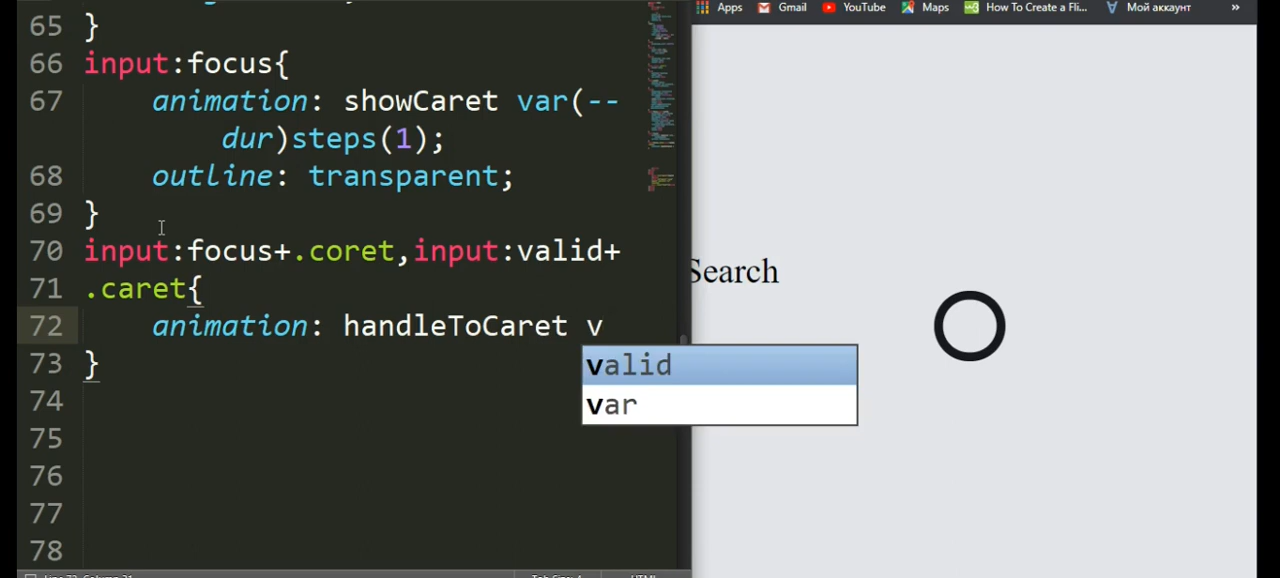 Apps Gmail YouTube Maps How To Create a Fli... Мой аккаунт »
65 }
66 input:focus{
67 animation: showCaret var(--
dur)steps(1);
68 outline: transparent;
69 }
70 input:focus+.coret,input:valid+
71 .caret{
72 animation: handleToCaret v
73 }
74
75
76
77
78
valid
var
Search